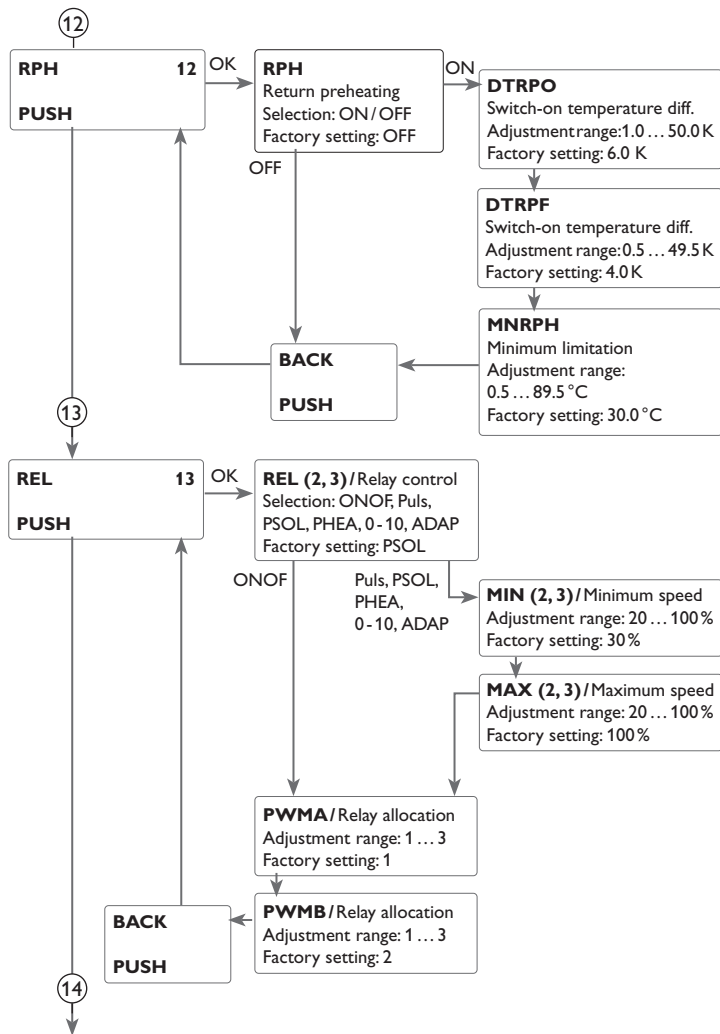 12
RPH 12
PUSH
OK
RPH
Return preheating
Selection: ON / OFF
Factory setting: OFF
ON
OFF
DTRPO
Switch-on temperature diff.
Adjustment range: 1.0 … 50.0 K
Factory setting: 6.0 K
DTRPF
Switch-on temperature diff.
Adjustment range: 0.5 … 49.5 K
Factory setting: 4.0 K
MNRPH
Minimum limitation
Adjustment range:
0.5 … 89.5 °C
Factory setting: 30.0 °C
BACK
PUSH
13
REL 13
PUSH
OK
REL (2, 3) / Relay control
Selection: ONOF, Puls,
PSOL, PHEA, 0 - 10, ADAP
Factory setting: PSOL
ONOF
Puls, PSOL,
PHEA,
0 - 10, ADAP
MIN (2, 3) / Minimum speed
Adjustment range: 20 … 100 %
Factory setting: 30 %
MAX (2, 3) / Maximum speed
Adjustment range: 20 … 100 %
Factory setting: 100 %
PWMA / Relay allocation
Adjustment range: 1 … 3
Factory setting: 1
PWMB / Relay allocation
Adjustment range: 1 … 3
Factory setting: 2
BACK
PUSH
14